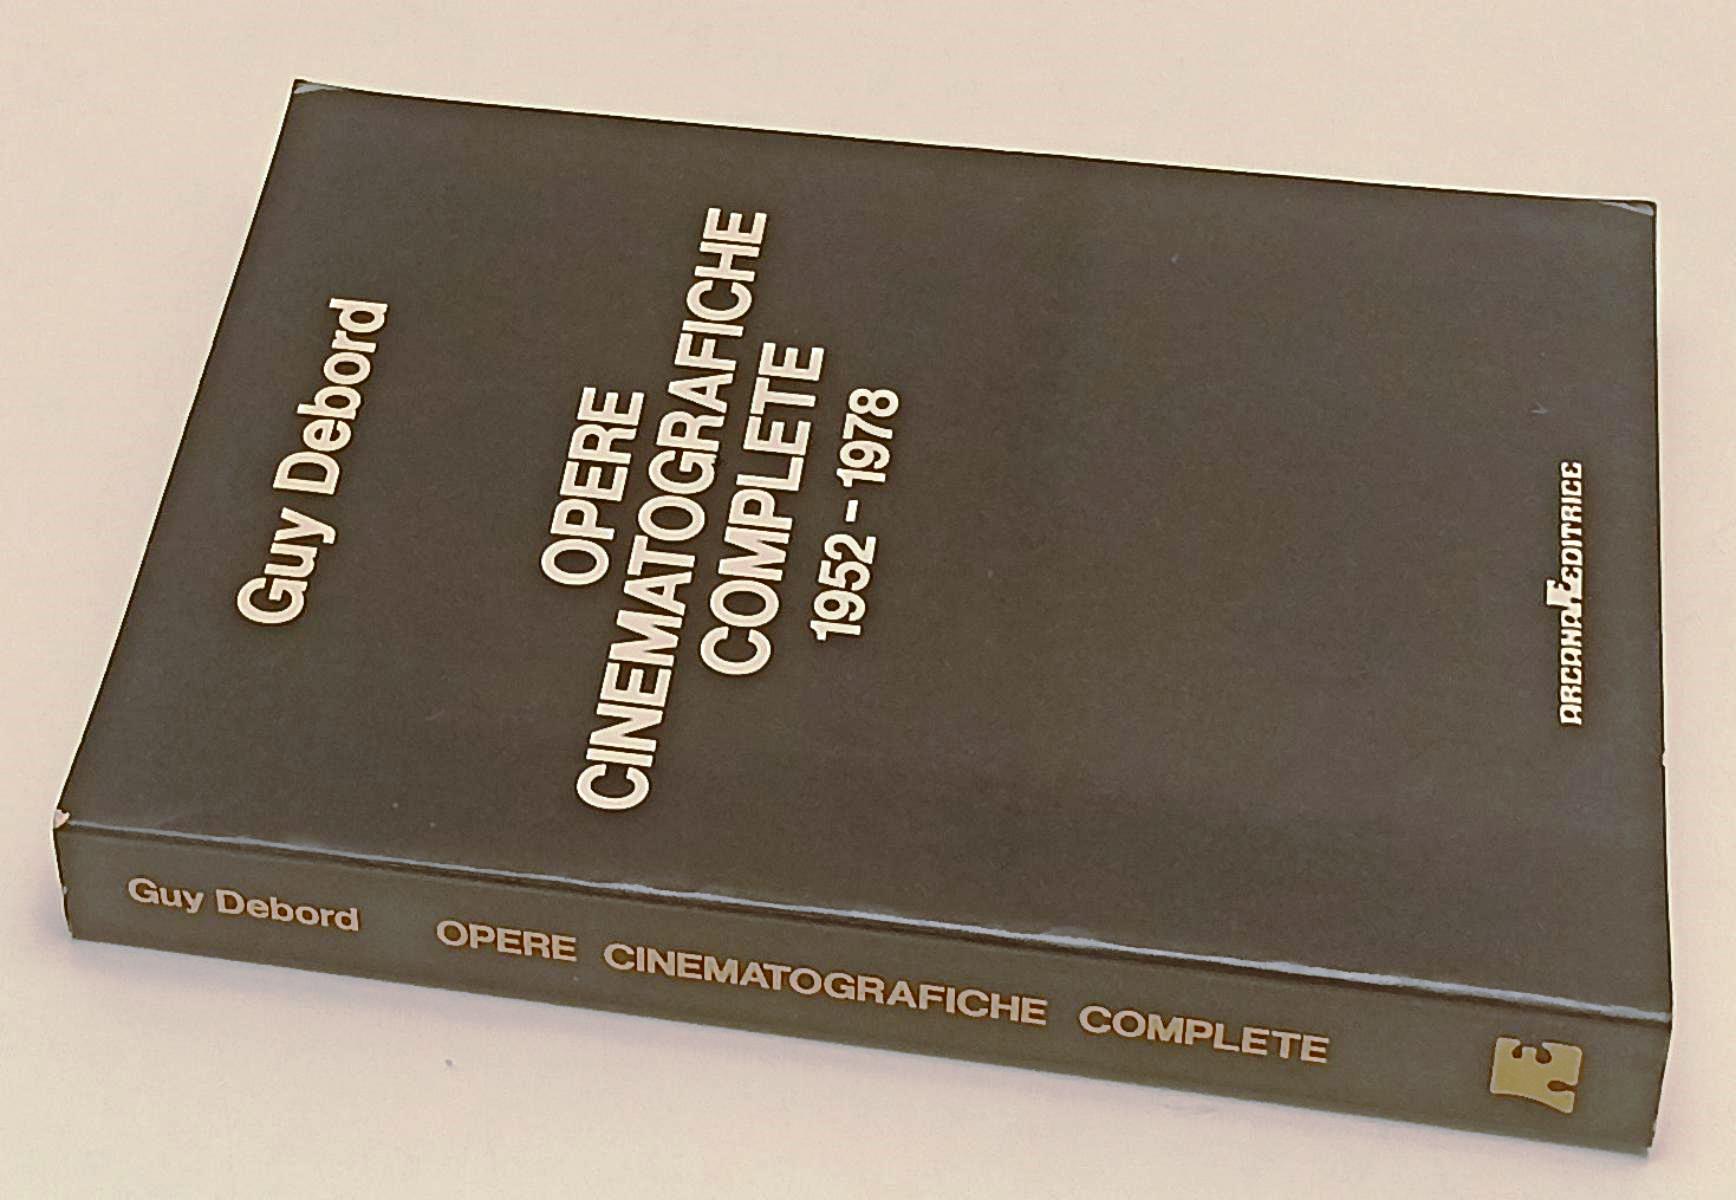 Guy Debord
OPERE
CINEMATOGRAFICHE
COMPLETE
1952-1978
ARCANA EDITRICE
Guy Debord OPERE CINEMATOGRAFICHE COMPLETE